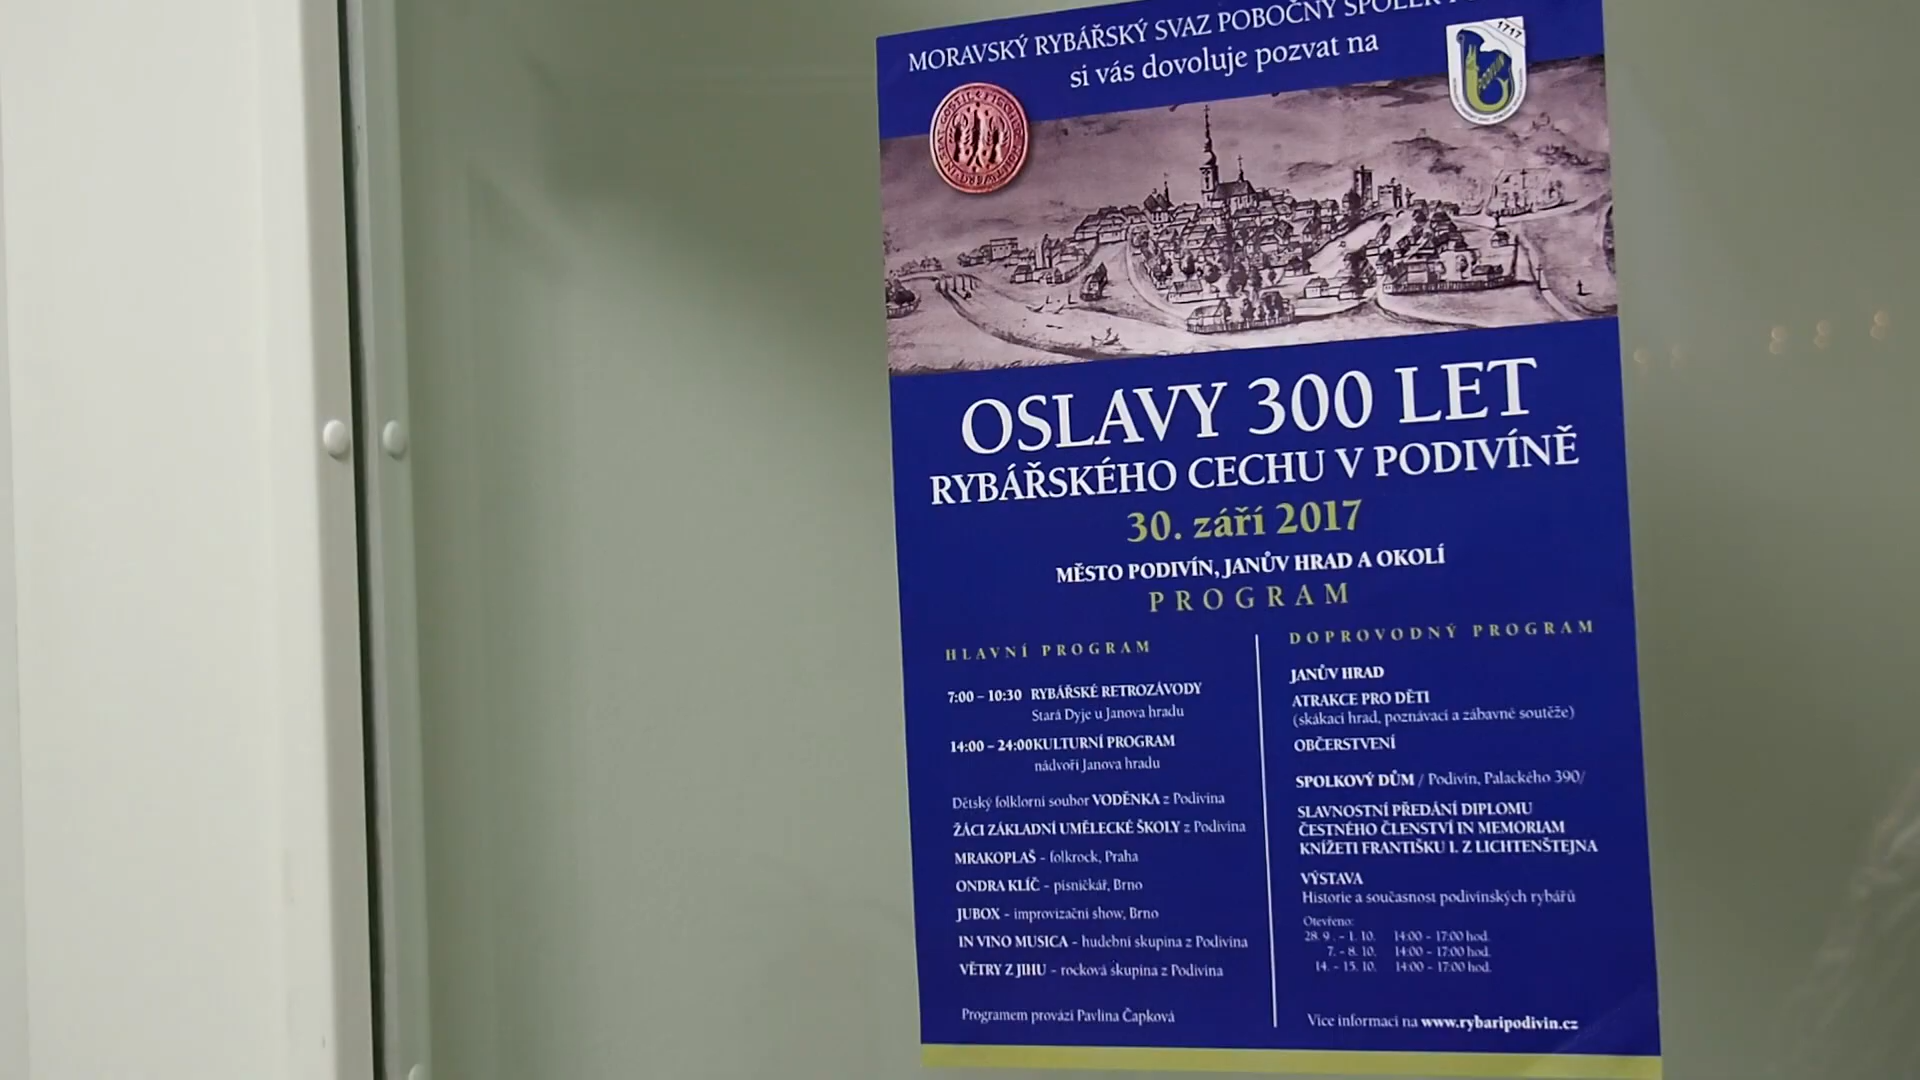 MORAVSKÝ RYBÁŘSKÝ SVAZ POBOČNÝ SPOLEK
si vás dovoluje pozvat na
1717
PODIVÍN
OSLAVY 300 LET
RYBÁŘSKÉHO CECHU V PODIVÍNĚ
30. září 2017
MĚSTO PODIVÍN, JANŮV HRAD A OKOLÍ
PROGRAM
HLAVNÍ PROGRAM
7:00 – 10:30 RYBÁŘSKÉ RETROZÁVODY
Stará Dyje u Janova hradu
14:00 – 24:00 KULTURNÍ PROGRAM
nádvoří Janova hradu
Dětský folklorní soubor VODĚNKA z Podivína
ŽÁCI ZÁKLADNÍ UMĚLECKÉ ŠKOLY z Podivína
MRAKOPLAŠ – folkrock, Praha
ONDRA KLÍČ – písničkář, Brno
JUBOX – improvizační show, Brno
IN VINO MUSICA – hudební skupina z Podivína
VĚTRY Z JIHU – rocková skupina z Podivína
Programem provází Pavlína Čapková
DOPROVODNÝ PROGRAM
JANŮV HRAD
ATRAKCE PRO DĚTI
(skákací hrad, poznávací a zábavné soutěže)
OBČERSTVENÍ
SPOLKOVÝ DŮM / Podivín, Palackého 390/
SLAVNOSTNÍ PŘEDÁNÍ DIPLOMU
ČESTNÉHO ČLENSTVÍ IN MEMORIAM
KNÍŽETI FRANTIŠKU I. Z LICHTENŠTEJNA
VÝSTAVA
Historie a současnost podivínských rybářů
Otevřeno:
28. 9. – 1. 10. 14:00 – 17:00 hod.
7. – 8. 10. 14:00 – 17:00 hod.
14. – 15. 10. 14:00 – 17:00 hod.
Více informací na www.rybaripodivin.cz